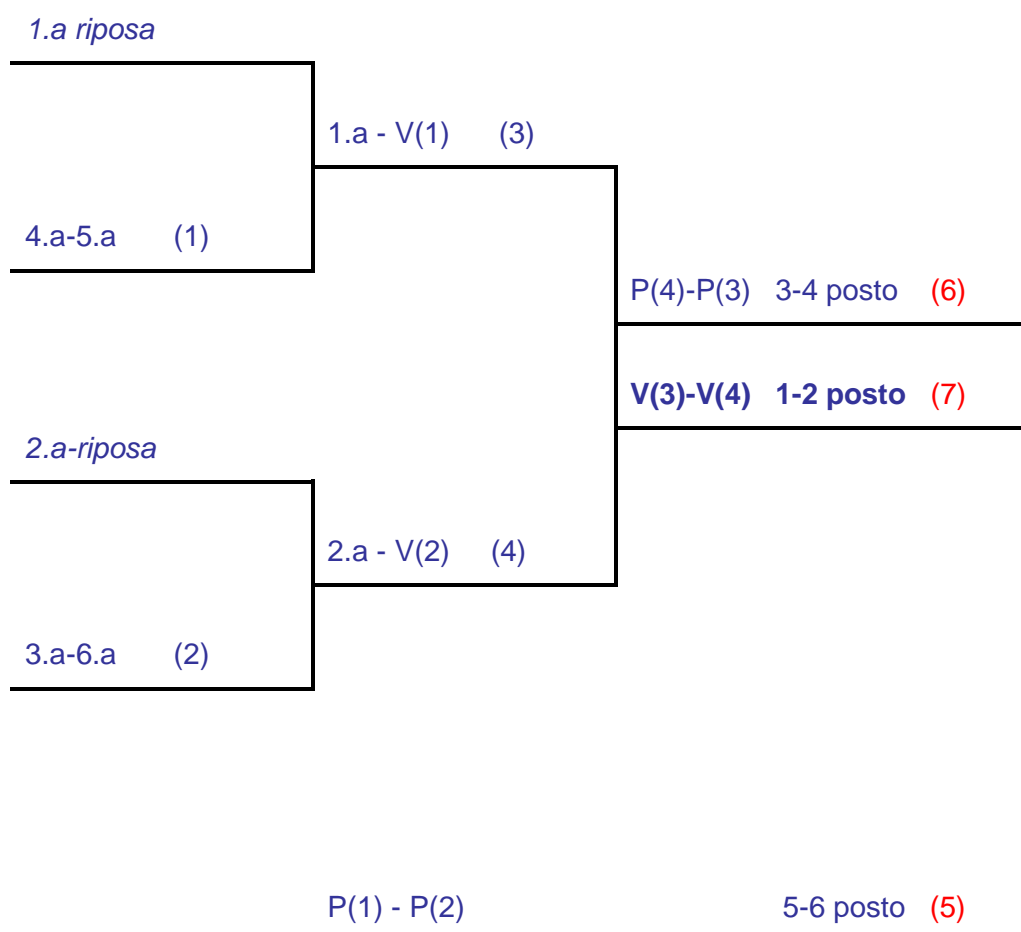 1.a riposa
1.a - V(1) (3)
4.a-5.a (1)
P(4)-P(3) 3-4 posto (6)
V(3)-V(4) 1-2 posto (7)
2.a-riposa
2.a - V(2) (4)
3.a-6.a (2)
P(1) - P(2) 5-6 posto (5)